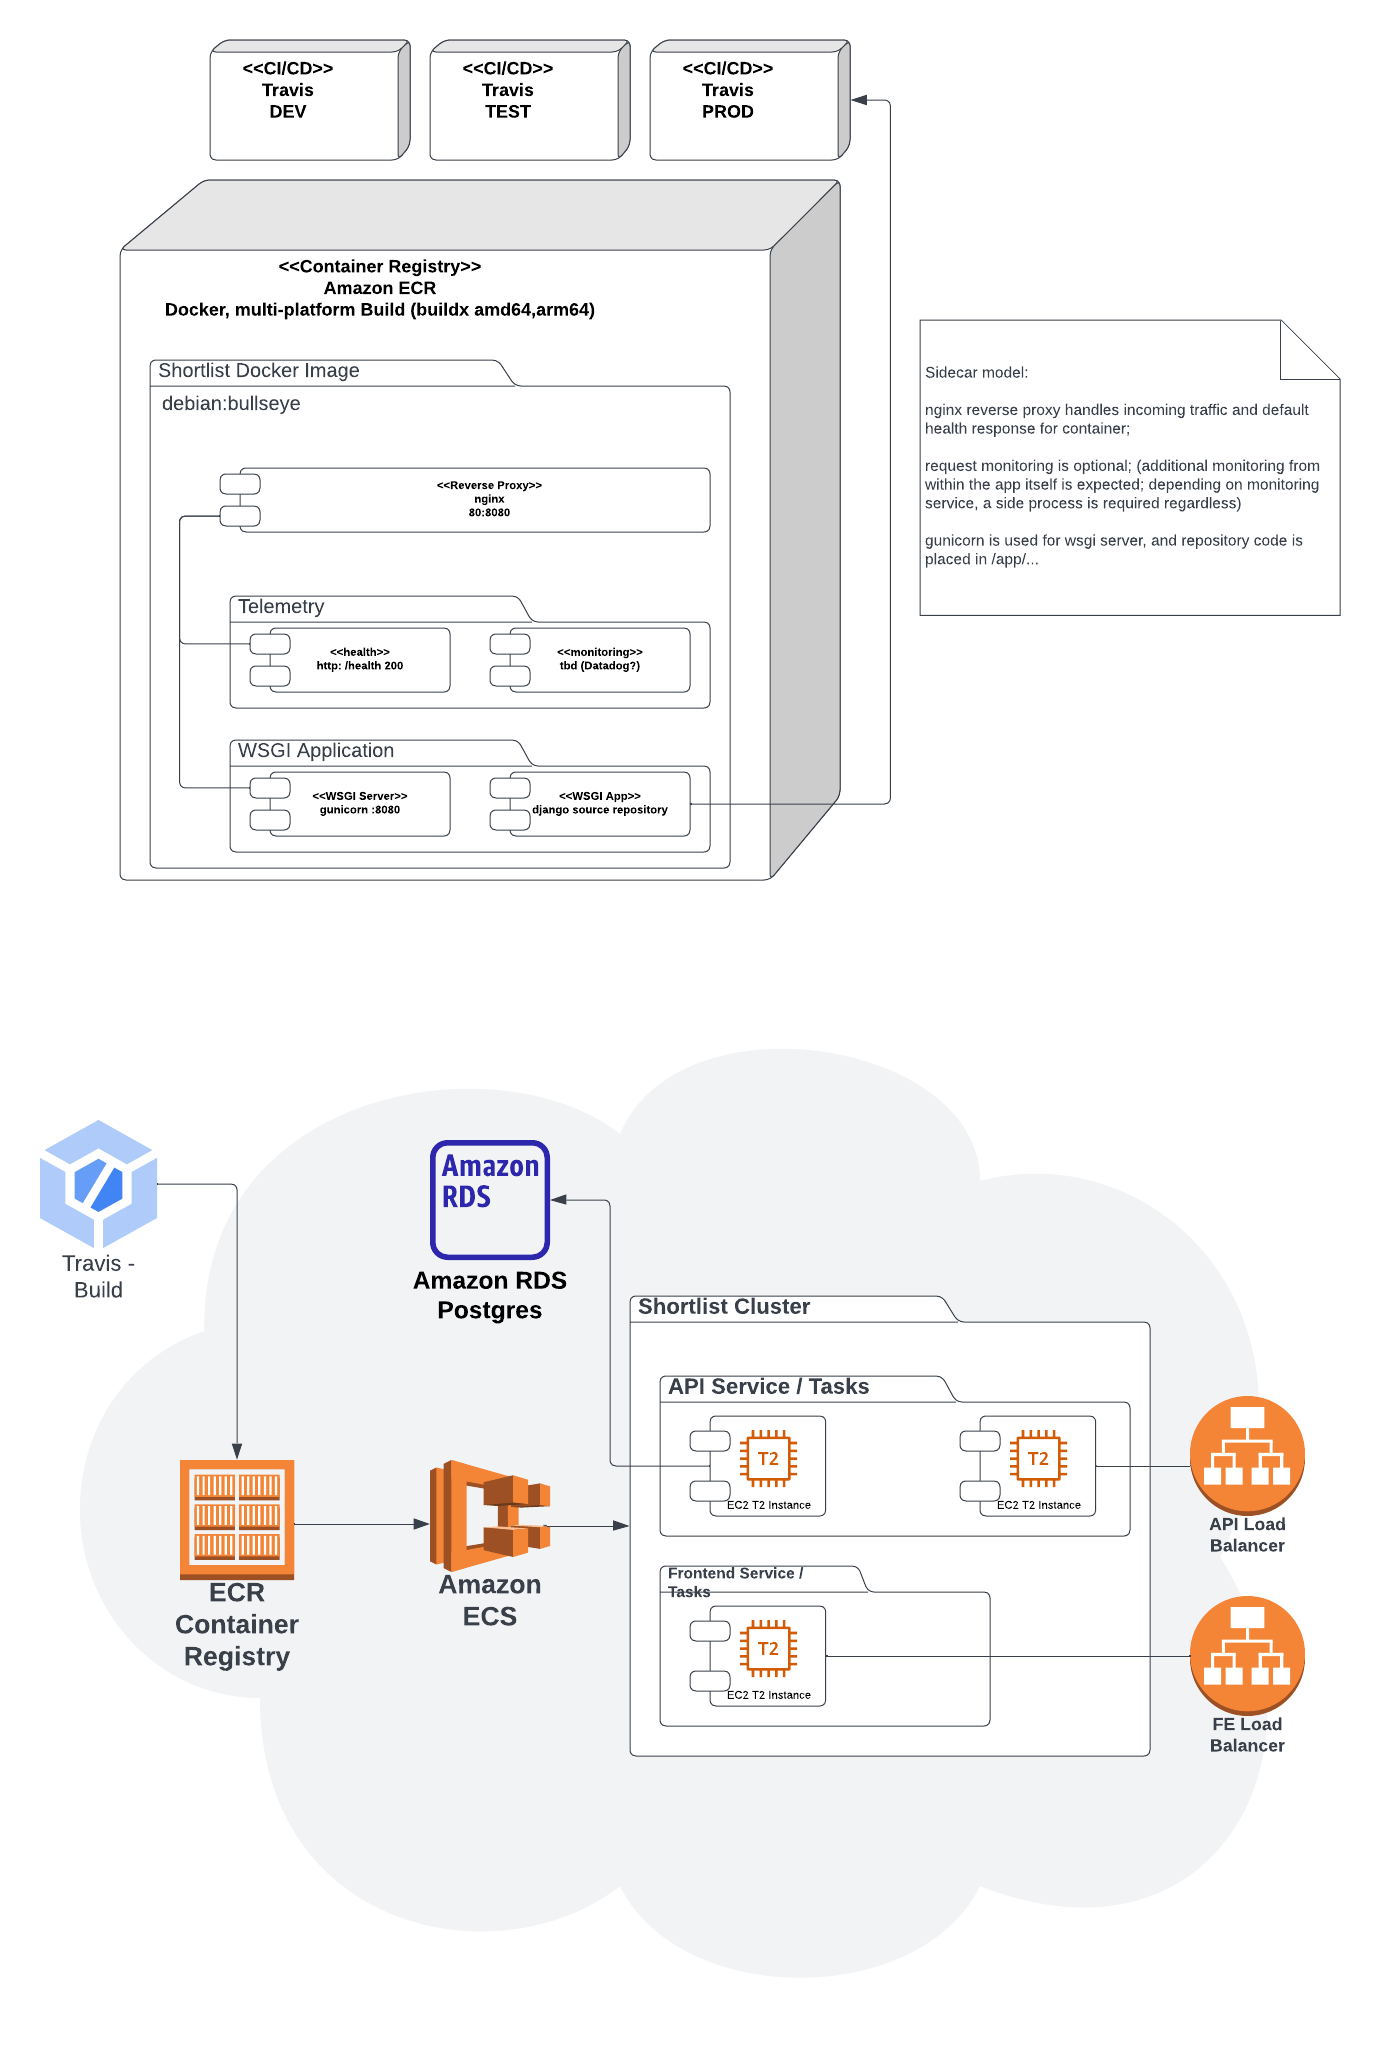 <<CI/CD>>
Travis
DEV
<<CI/CD>>
Travis
TEST
<<CI/CD>>
Travis
PROD
<<Container Registry>>
Amazon ECR
Docker, multi-platform Build (buildx amd64,arm64)
Shortlist Docker Image
debian:bullseye
<<Reverse Proxy>>
nginx
80:8080
Telemetry
<<health>>
http: /health 200
<<monitoring>>
tbd (Datadog?)
WSGI Application
<<WSGI Server>>
gunicorn :8080
<<WSGI App>>
django source repository
Sidecar model:
nginx reverse proxy handles incoming traffic and default
health response for container;
request monitoring is optional; (additional monitoring from
within the app itself is expected; depending on monitoring
service, a side process is required regardless)
gunicorn is used for wsgi server, and repository code is
placed in /app/...
Travis -
Build
Amazon
RDS
Amazon RDS
Postgres
Shortlist Cluster
API Service / Tasks
T2
EC2 T2 Instance
T2
EC2 T2 Instance
API Load
Balancer
ECR
Container
Registry
Amazon
ECS
Frontend Service /
Tasks
T2
EC2 T2 Instance
FE Load
Balancer